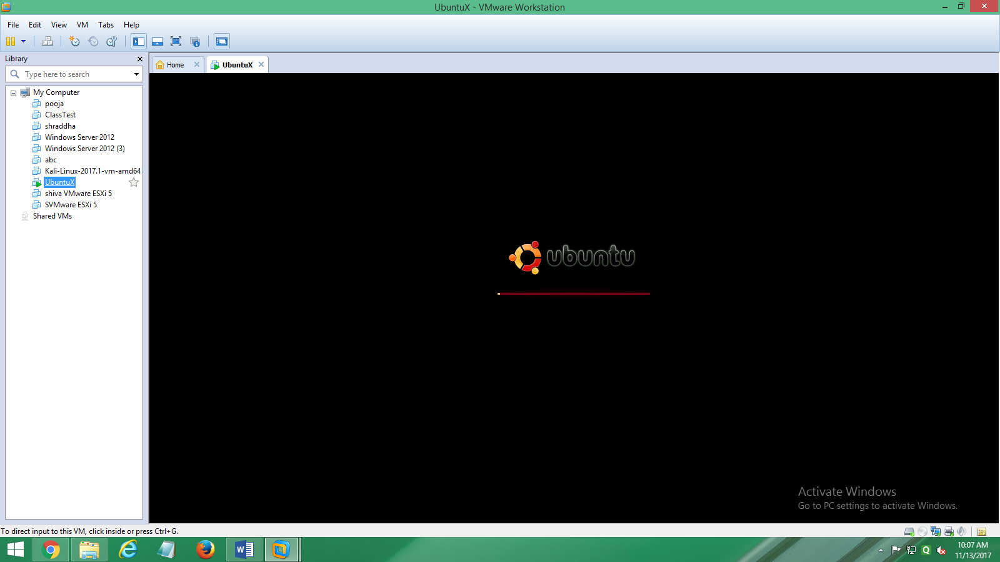 UbuntuX - VMware Workstation
File Edit View VM Tabs Help
Library
Home
UbuntuX
Type here to search
My Computer
pooja
ClassTest
shraddha
Windows Server 2012
Windows Server 2012 (3)
abc
Kali-Linux-2017.1-vm-amd64
UbuntuX
shiva VMware ESXi 5
SVMware ESXi 5
Shared VMs
ubuntu
Activate Windows
Go to PC settings to activate Windows.
To direct input to this VM, click inside or press Ctrl+G.
10:07 AM
11/13/2017